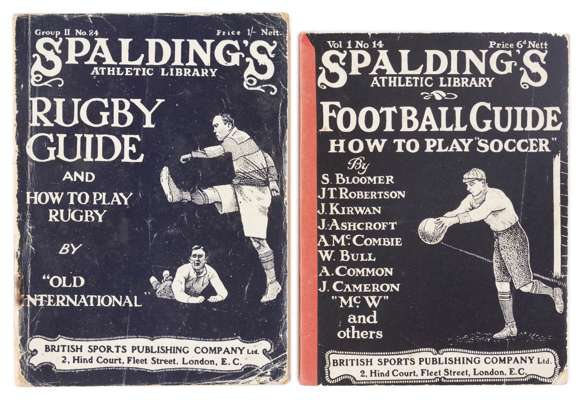 Group II No. 24 Price 1/- Nett.
SPALDING'S
ATHLETIC LIBRARY
RUGBY
GUIDE
AND
HOW TO PLAY
RUGBY
BY
"OLD
INTERNATIONAL"
BRITISH SPORTS PUBLISHING COMPANY Ltd.
2, Hind Court, Fleet Street, London, E.C.
Vol 1 No 14 Price 6d Nett
SPALDING'S
ATHLETIC LIBRARY
FOOTBALL GUIDE
HOW TO PLAY "SOCCER"
By
S. BLOOMER
J.T. ROBERTSON
J. KIRWAN
J. ASHCROFT
A. McCOMBIE
W. BULL
A. COMMON
J. CAMERON
"McW"
and
others
BRITISH SPORTS PUBLISHING COMPANY Ltd.
2, Hind Court, Fleet Street, London, E.C.